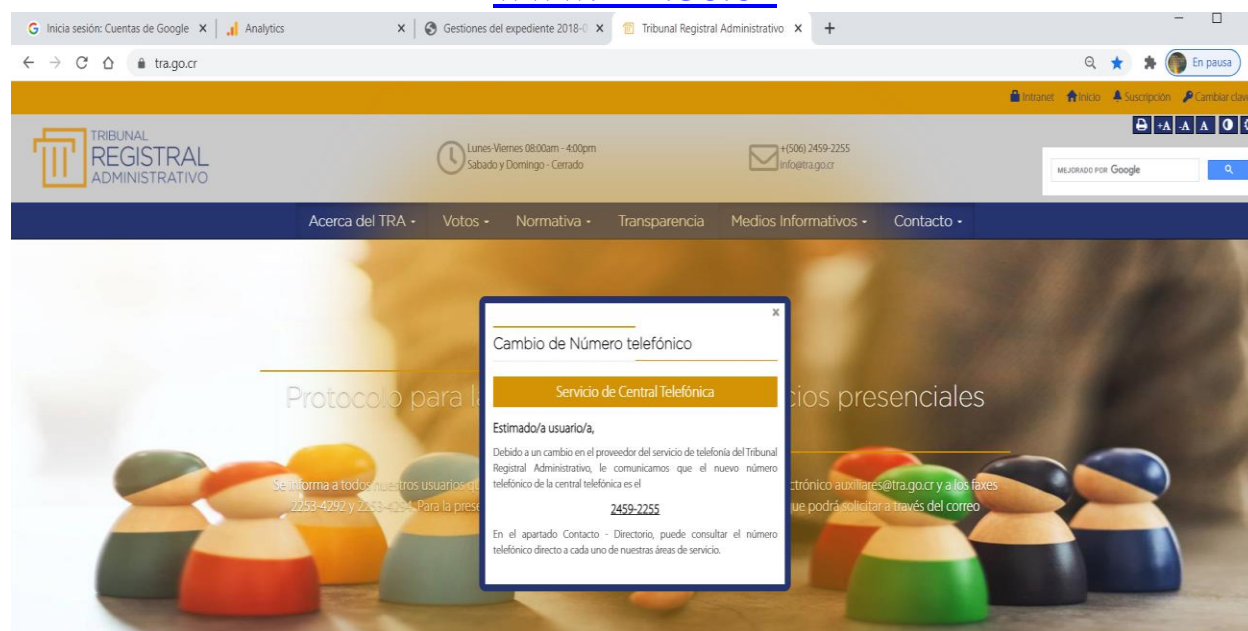 Inicia sesión: Cuentas de Google
Analytics
Gestiones del expediente 2018-
Tribunal Registral Administrativo
tra.go.cr
En pausa
Intranet Inicio Suscripción Cambiar clave
TRIBUNAL
REGISTRAL
ADMINISTRATIVO
Lunes-Viernes 08:00am - 4:00pm
Sabado y Domingo - Cerrado
+(506) 2459-2255
info@tra.go.cr
+A -A A
MEJORADO POR Google
Acerca del TRA Votos Normativa Transparencia Medios Informativos Contacto
Cambio de Número telefónico
Servicio de Central Telefónica
Estimado/a usuario/a,
Debido a un cambio en el proveedor del servicio de telefonía del Tribunal
Registral Administrativo, le comunicamos que el nuevo número
telefónico de la central telefónica es el
2459-2255
En el apartado Contacto - Directorio, puede consultar el número
telefónico directo a cada uno de nuestras áreas de servicio.
Protocolo para la
cios presenciales
Se informa a todos nuestros usuarios
ctrónico auxiliares@tra.go.cr y a los faxes
2253-4292 y Para la prese
ue podrá solicitar a través del correo